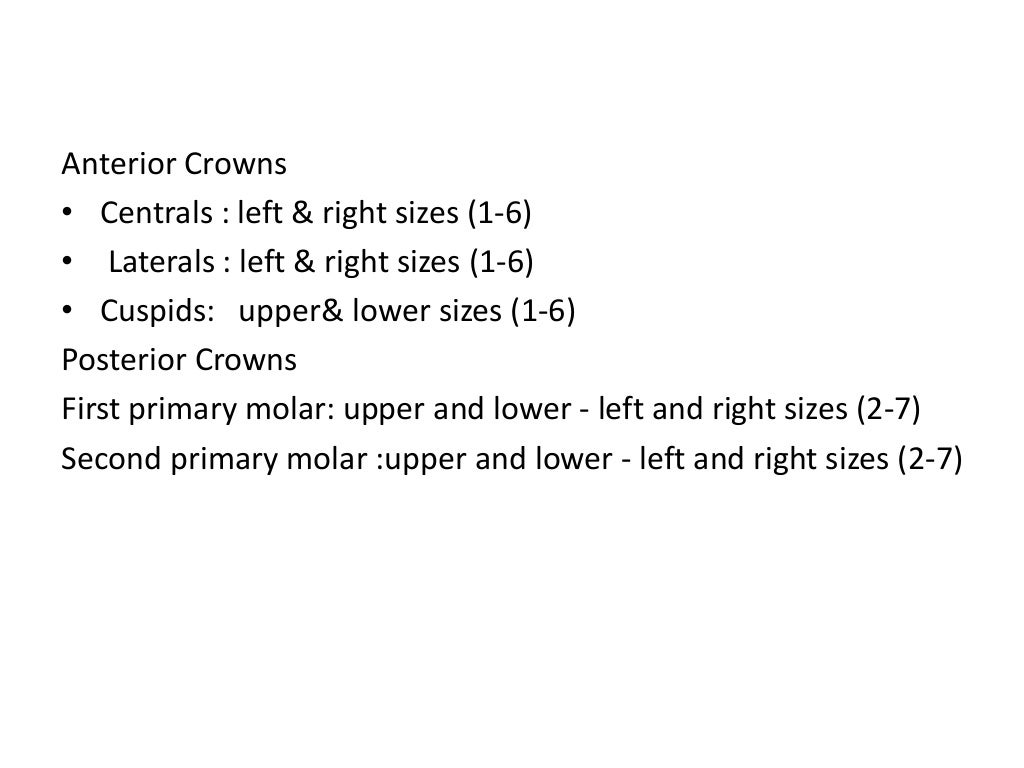 Anterior Crowns
• Centrals : left & right sizes (1-6)
• Laterals : left & right sizes (1-6)
• Cuspids: upper& lower sizes (1-6)
Posterior Crowns
First primary molar: upper and lower - left and right sizes (2-7)
Second primary molar :upper and lower - left and right sizes (2-7)